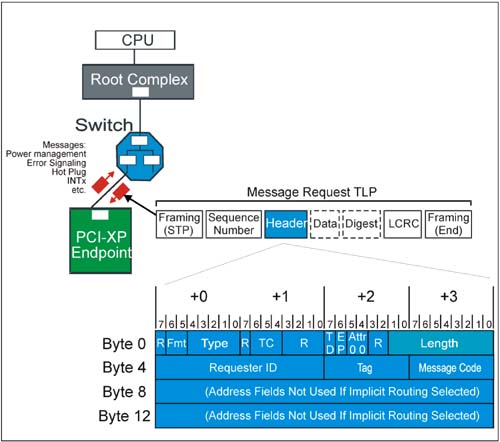 CPU
Root Complex
Switch
Messages:
Power management
Error Signaling
Hot Plug
INTx
etc.
PCI-XP
Endpoint
Message Request TLP
Framing (STP) Sequence Number Header Data Digest LCRC Framing (End)
+0 +1 +2 +3
7 6 5 4 3 2 1 0 7 6 5 4 3 2 1 0 7 6 5 4 3 2 1 0 7 6 5 4 3 2 1 0
Byte 0 R Fmt Type R TC R TD EP Attr 0 0 R Length
Byte 4 Requester ID Tag Message Code
Byte 8 (Address Fields Not Used If Implicit Routing Selected)
Byte 12 (Address Fields Not Used If Implicit Routing Selected)